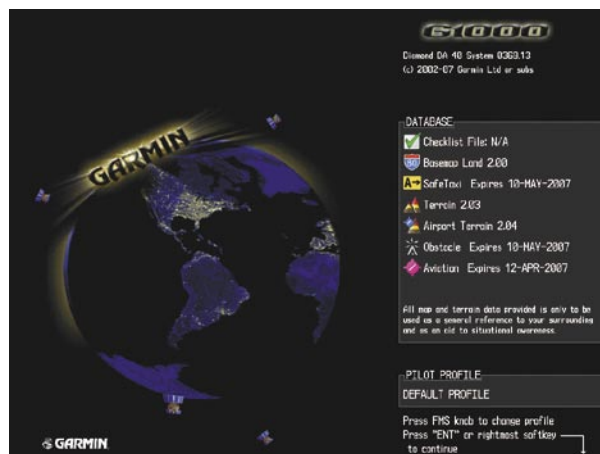 G1000
Diamond DA 40 System 0369.13
(c) 2002-07 Garmin Ltd or subs
GARMIN
DATABASE
Checklist File: N/A
80
Basemap Land 2.00
A→ SafeTaxi Expires 10-MAY-2007
Terrain 2.03
Airport Terrain 2.04
Obstacle Expires 10-MAY-2007
Aviation Expires 12-APR-2007
All map and terrain data provided is only to be
used as a general reference to your surrounding
and as an aid to situational awareness.
PILOT PROFILE
DEFAULT PROFILE
Press FMS knob to change profile
Press "ENT" or rightmost softkey
to continue
GARMIN